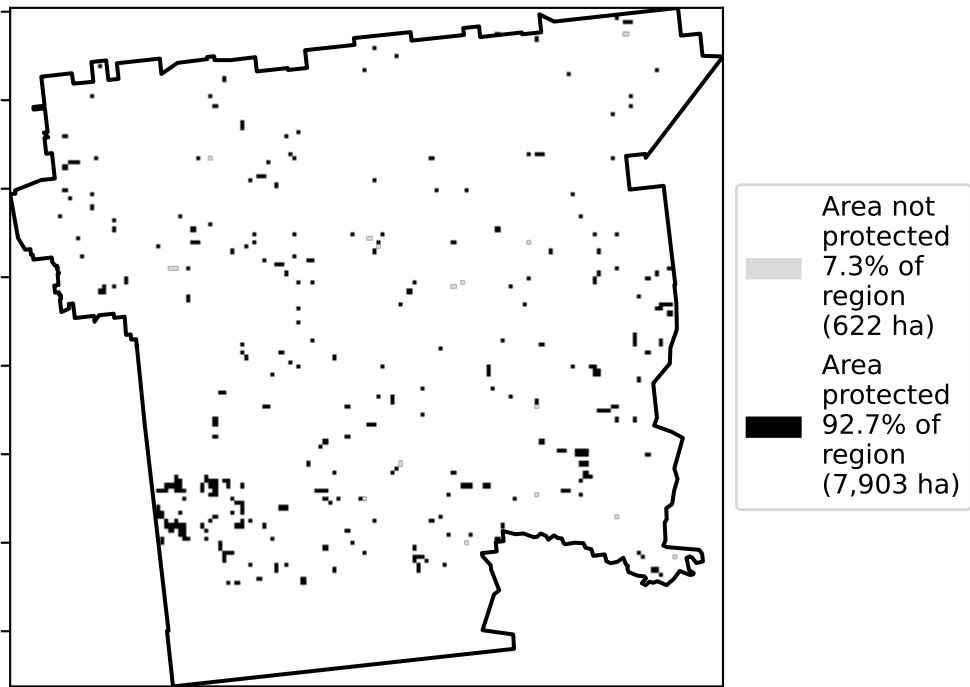 Area not
protected
7.3% of
region
(622 ha)
Area
protected
92.7% of
region
(7,903 ha)